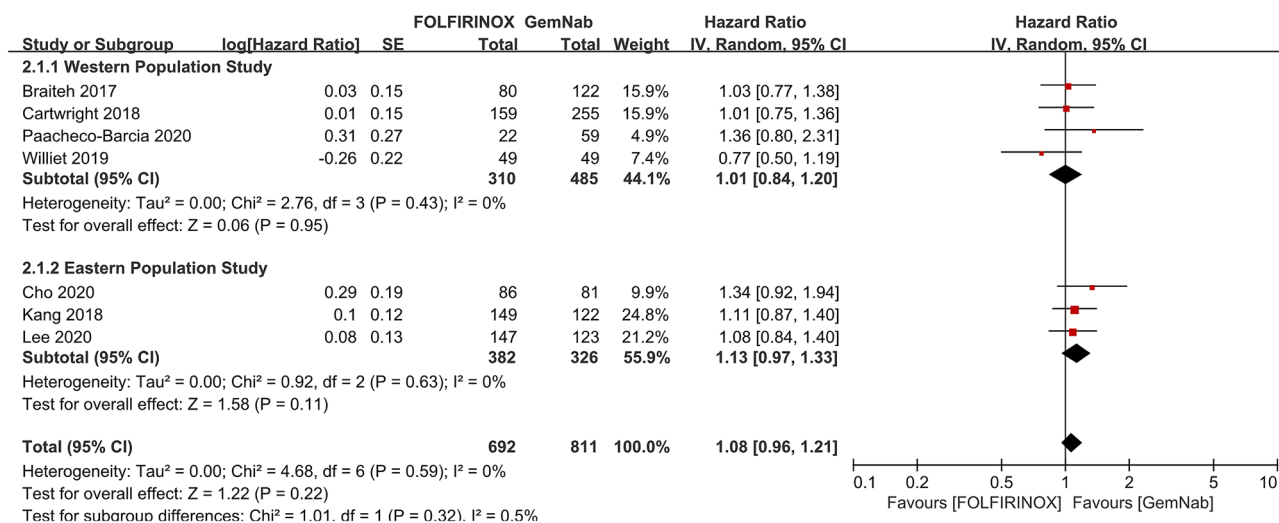 FOLFIRINOX GemNab Hazard Ratio Hazard Ratio
Study or Subgroup log[Hazard Ratio] SE Total Total Weight IV, Random, 95% CI IV, Random, 95% CI
2.1.1 Western Population Study
Braiteh 2017 0.03 0.15 80 122 15.9% 1.03 [0.77, 1.38]
Cartwright 2018 0.01 0.15 159 255 15.9% 1.01 [0.75, 1.36]
Paacheco-Barcia 2020 0.31 0.27 22 59 4.9% 1.36 [0.80, 2.31]
Williet 2019 -0.26 0.22 49 49 7.4% 0.77 [0.50, 1.19]
Subtotal (95% CI) 310 485 44.1% 1.01 [0.84, 1.20]
Heterogeneity: Tau² = 0.00; Chi² = 2.76, df = 3 (P = 0.43); I² = 0%
Test for overall effect: Z = 0.06 (P = 0.95)
2.1.2 Eastern Population Study
Cho 2020 0.29 0.19 86 81 9.9% 1.34 [0.92, 1.94]
Kang 2018 0.1 0.12 149 122 24.8% 1.11 [0.87, 1.40]
Lee 2020 0.08 0.13 147 123 21.2% 1.08 [0.84, 1.40]
Subtotal (95% CI) 382 326 55.9% 1.13 [0.97, 1.33]
Heterogeneity: Tau² = 0.00; Chi² = 0.92, df = 2 (P = 0.63); I² = 0%
Test for overall effect: Z = 1.58 (P = 0.11)
Total (95% CI) 692 811 100.0% 1.08 [0.96, 1.21]
Heterogeneity: Tau² = 0.00; Chi² = 4.68, df = 6 (P = 0.59); I² = 0%
Test for overall effect: Z = 1.22 (P = 0.22)
Test for subgroup differences: Chi² = 1.01, df = 1 (P = 0.32), I² = 0.5%
0.1 0.2 0.5 1 2 5 10
Favours [FOLFIRINOX] Favours [GemNab]